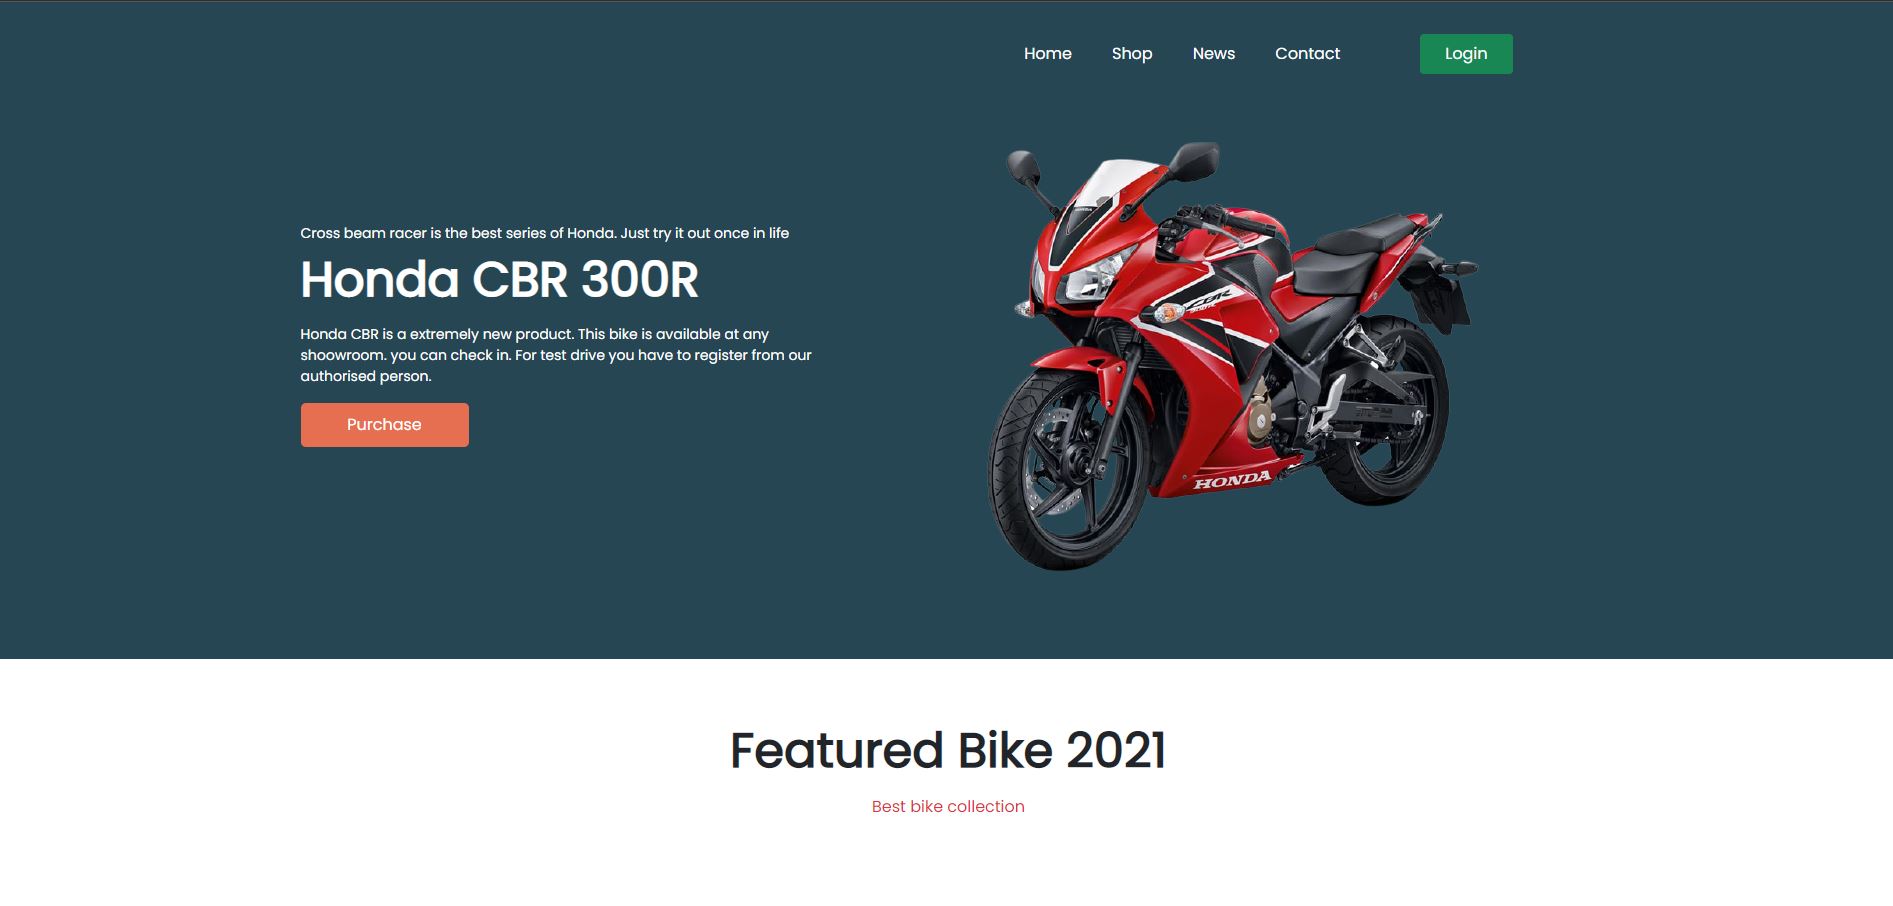 Home Shop News Contact Login
Cross beam racer is the best series of Honda. Just try it out once in life
Honda CBR 300R
Honda CBR is a extremely new product. This bike is available at any
shoowroom. you can check in. For test drive you have to register from our
authorised person.
Purchase
CBR
HONDA
Featured Bike 2021
Best bike collection